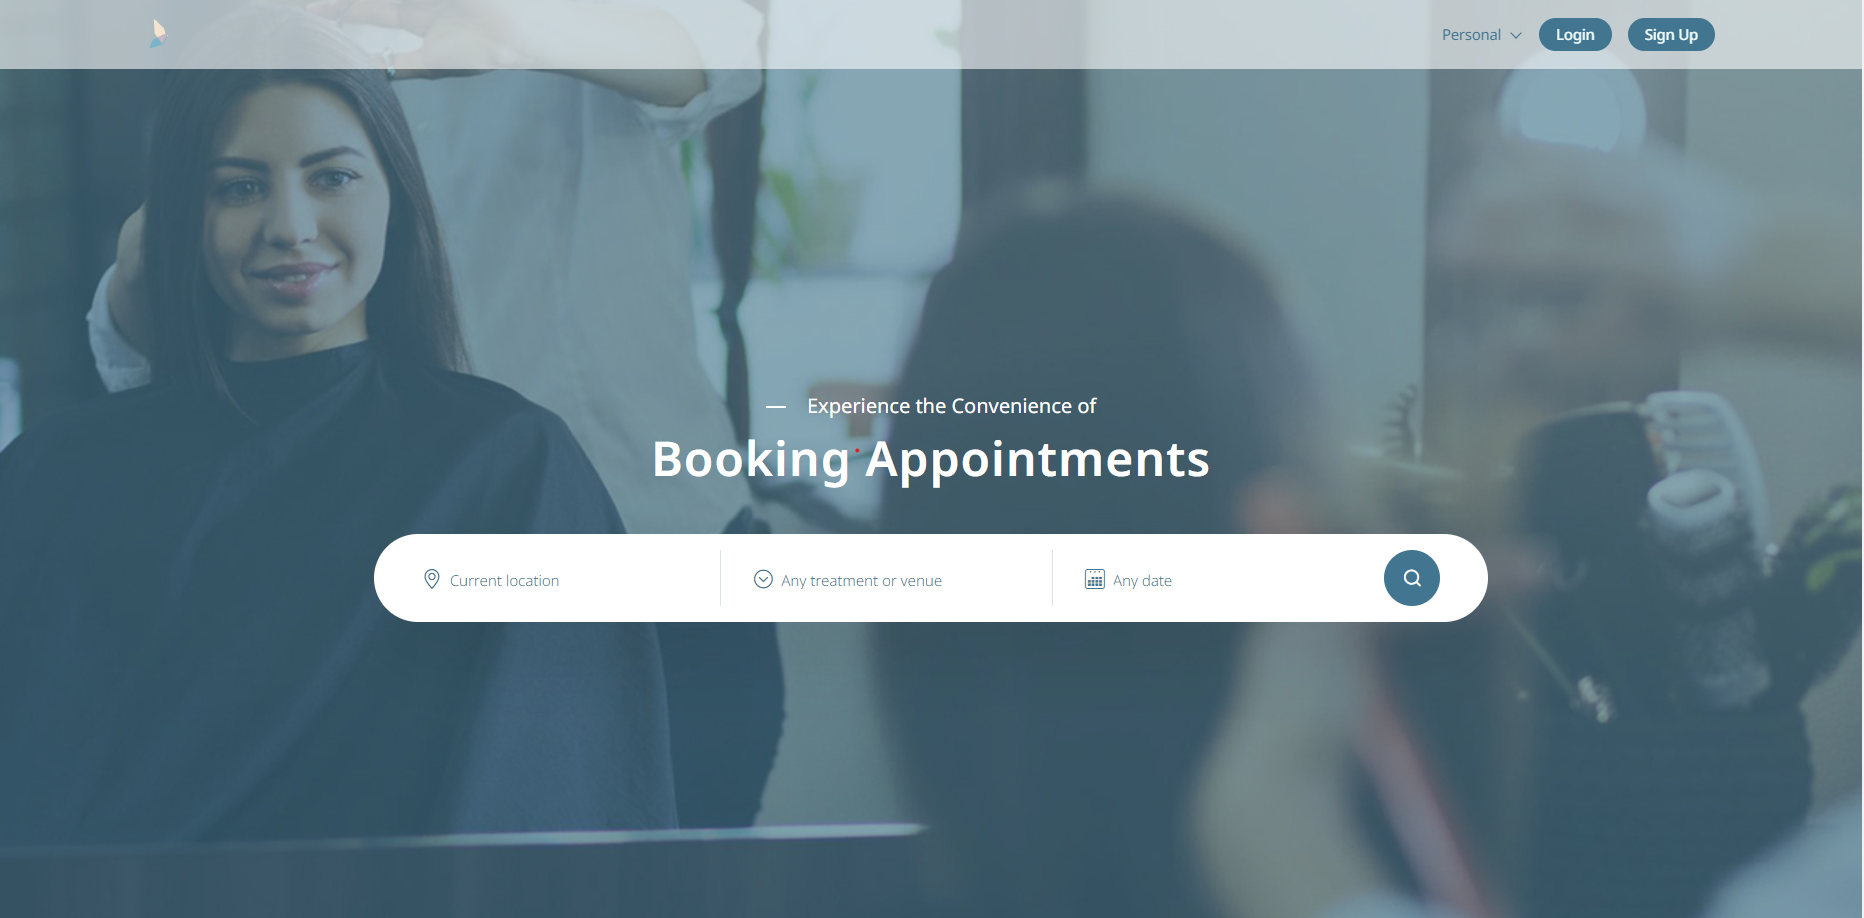 Personal
Login
Sign Up
Experience the Convenience of
Booking Appointments
Current location
Any treatment or venue
Any date